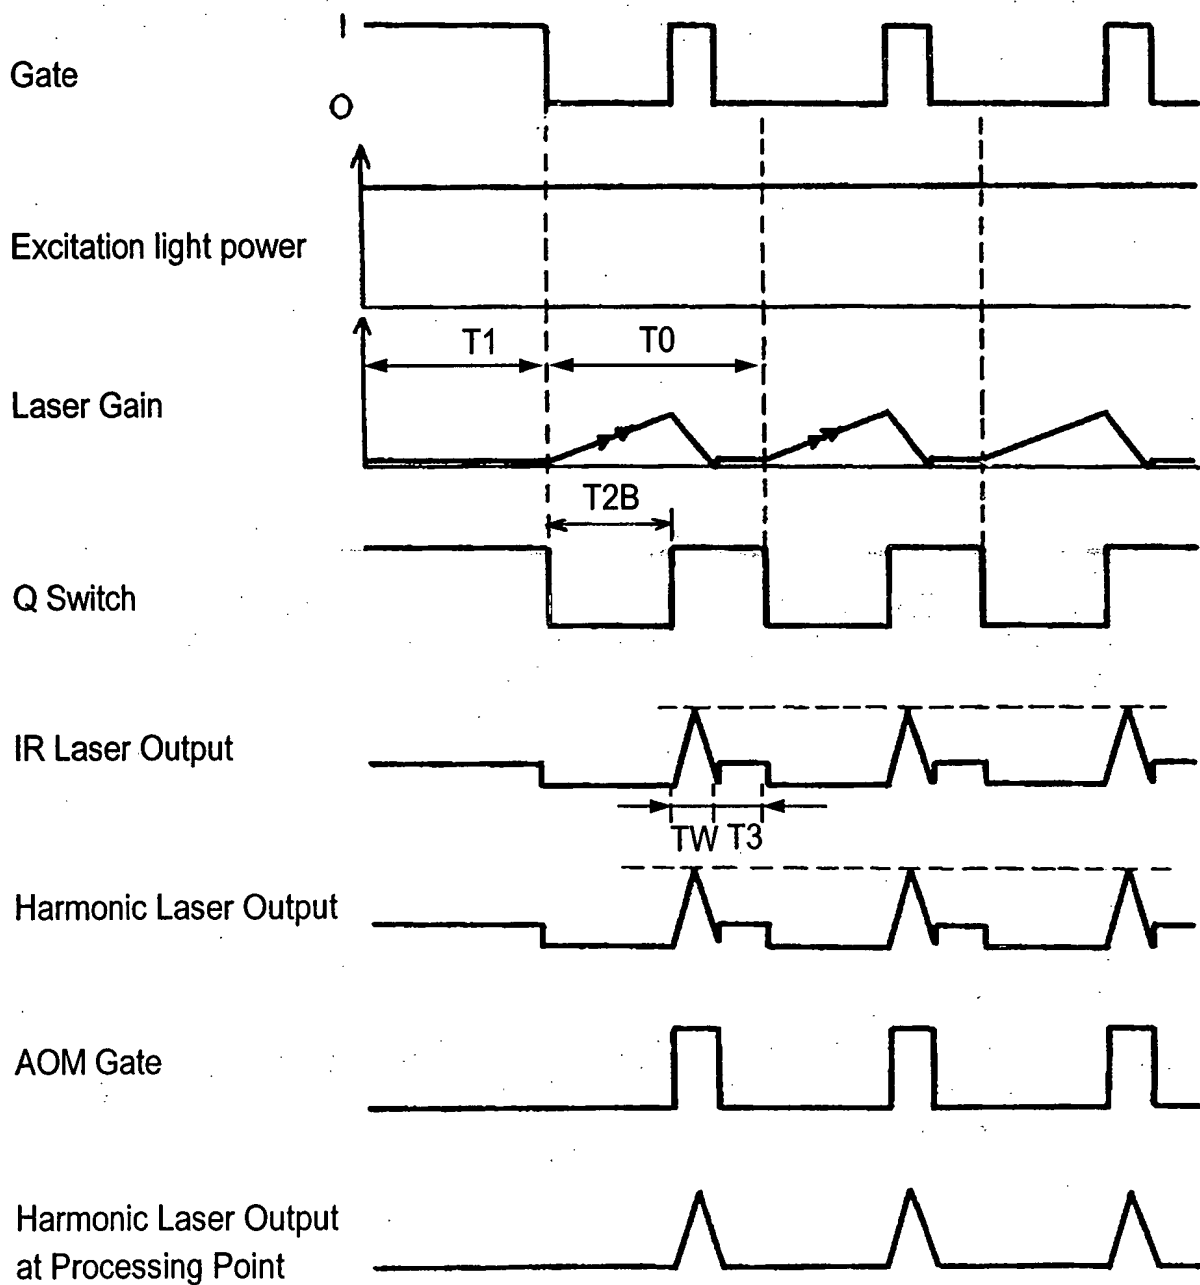 I
Gate
O
Excitation light power
T1
T0
Laser Gain
T2B
Q Switch
IR Laser Output
TW
T3
Harmonic Laser Output
AOM Gate
Harmonic Laser Output
at Processing Point